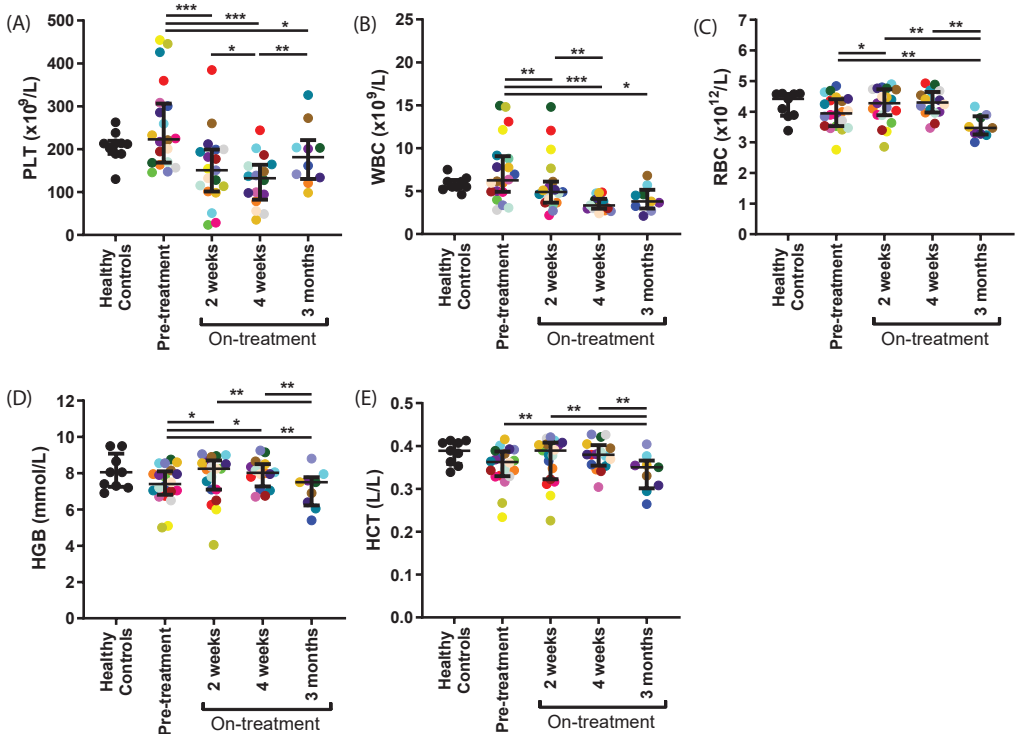 (A)
PLT (x10⁹/L)
500
400
300
200
100
0
***
***
*
*
**
Healthy
Controls
Pre-treatment
2 weeks
4 weeks
3 months
On-treatment
(B)
WBC (x10⁹/L)
25
20
15
10
5
0
**
**
***
*
Healthy
Controls
Pre-treatment
2 weeks
4 weeks
3 months
On-treatment
(C)
RBC (x10¹²/L)
7
6
5
4
3
2
1
0
**
**
*
**
Healthy
Controls
Pre-treatment
2 weeks
4 weeks
3 months
On-treatment
(D)
HGB (mmol/L)
12
10
8
6
4
2
0
**
**
*
*
**
Healthy
Controls
Pre-treatment
2 weeks
4 weeks
3 months
On-treatment
(E)
HCT (L/L)
0.5
0.4
0.3
0.2
0.1
0.0
**
**
**
Healthy
Controls
Pre-treatment
2 weeks
4 weeks
3 months
On-treatment